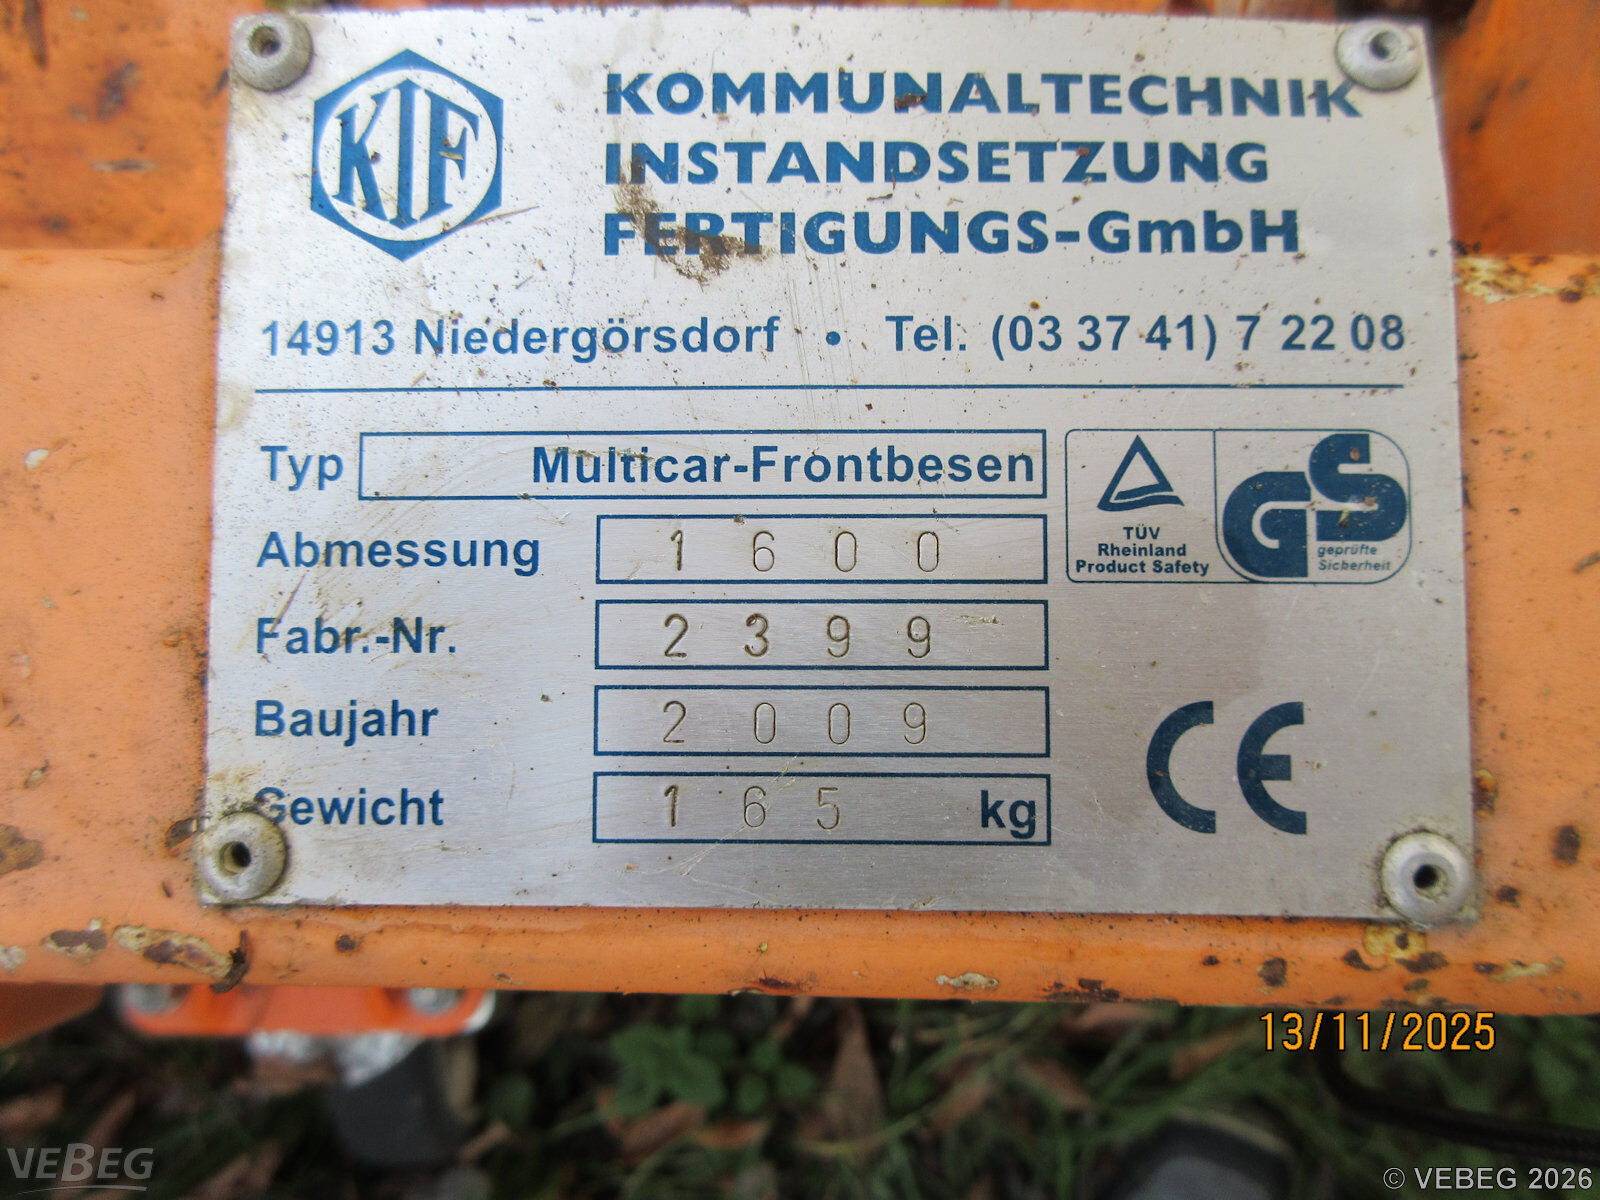 KIF
KOMMUNALTECHNIK
INSTANDSETZUNG
FERTIGUNGS-GmbH
14913 Niedergörsdorf • Tel. (03 37 41) 7 22 08
Typ Multicar-Frontbesen
Abmessung 1600
Fabr.-Nr. 2399
Baujahr 2009
Gewicht 165 kg
TÜV
Rheinland
Product Safety
GS
geprüfte
Sicherheit
CE
13/11/2025
VEBEG
© VEBEG 2026